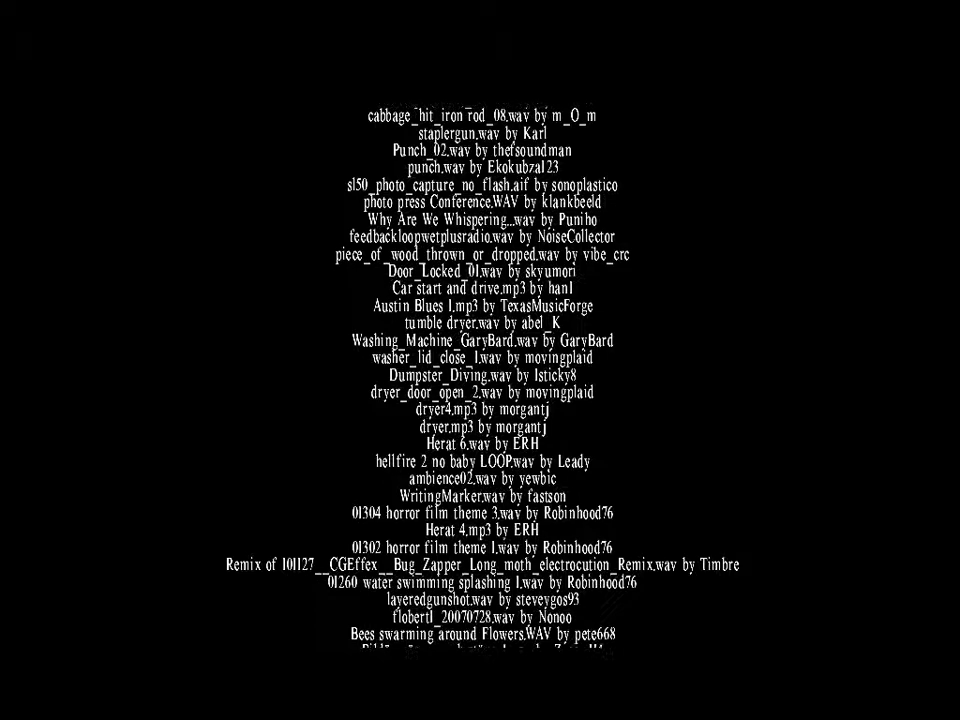 cabbage_hit_iron rod_08.wav by m_O_m
staplergun.wav by Karl
Punch_02.wav by thefsoundman
punch.wav by Ekokubza123
sl50_photo_capture_no_flash.aif by sonoplastico
photo press Conference.WAV by klankbeeld
Why Are We Whispering...wav by Puniho
feedbackloopwetplusradio.wav by NoiseCollector
piece_of_wood_thrown_or_dropped.wav by vibe_crc
Door_Locked_01.wav by skyumori
Car start and drive.mp3 by han1
Austin Blues 1.mp3 by TexasMusicForge
tumble dryer.wav by abel_K
Washing_Machine_GaryBard.wav by GaryBard
washer_lid_close_1.wav by movingplaid
Dumpster_Diving.wav by 1sticky8
dryer_door_open_2.wav by movingplaid
dryer4.mp3 by morgantj
dryer.mp3 by morgantj
Herat 6.wav by ERH
hellfire 2 no baby LOOP.wav by Leady
ambience02.wav by yewbic
WritingMarker.wav by fastson
01304 horror film theme 3.wav by Robinhood76
Herat 4.mp3 by ERH
01302 horror film theme 1.wav by Robinhood76
Remix of 101127__CGEffex__Bug_Zapper_Long_moth_electrocution_Remix.wav by Timbre
01260 water swimming splashing 1.wav by Robinhood76
layeredgunshot.wav by steveygos93
flobert1_20070728.wav by Nonoo
Bees swarming around Flowers.WAV by pete668